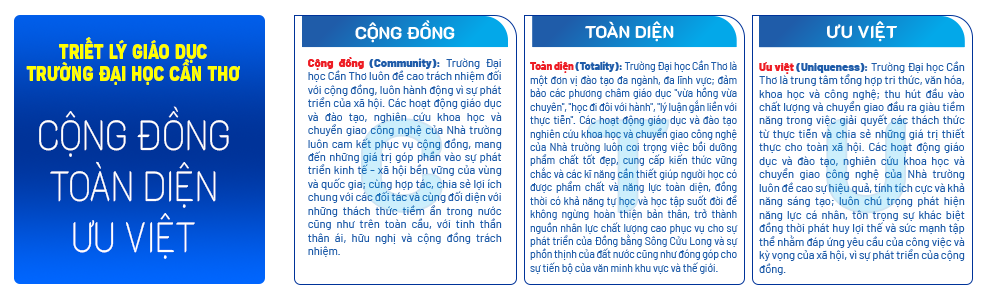 TRIẾT LÝ GIÁO DỤC
TRƯỜNG ĐẠI HỌC CẦN THƠ
CỘNG ĐỒNG
TOÀN DIỆN
ƯU VIỆT
CỘNG ĐỒNG
Cộng đồng (Community): Trường Đại
học Cần Thơ luôn đề cao trách nhiệm đối
với cộng đồng, luôn hành động vì sự phát
triển của xã hội. Các hoạt động giáo dục
và đào tạo, nghiên cứu khoa học và
chuyển giao công nghệ của Nhà trường
luôn cam kết phục vụ cộng đồng, mang
đến những giá trị góp phần vào sự phát
triển kinh tế - xã hội bền vững của vùng
và quốc gia; cùng hợp tác, chia sẻ lợi ích
chung với các đối tác và cùng đối diện với
những thách thức tiềm ẩn trong nước
cũng như trên toàn cầu, với tinh thần
thân ái, hữu nghị và cộng đồng trách
nhiệm.
C
TOÀN DIỆN
Toàn diện (Totality): Trường Đại học Cần Thơ là
một đơn vị đào tạo đa ngành, đa lĩnh vực; đảm
bảo các phương châm giáo dục "vừa hồng vừa
chuyên", "học đi đôi với hành", "lý luận gắn liền với
thực tiễn". Các hoạt động giáo dục và đào tạo
nghiên cứu khoa học và chuyển giao công nghệ
của Nhà trường luôn coi trọng việc bồi dưỡng
phẩm chất tốt đẹp, cung cấp kiến thức vững
chắc và các kĩ năng cần thiết giúp người học có
được phẩm chất và năng lực toàn diện, đồng
thời có khả năng tự học và học tập suốt đời để
không ngừng hoàn thiện bản thân, trở thành
nguồn nhân lực chất lượng cao phục vụ cho sự
phát triển của Đồng bằng Sông Cửu Long và sự
phồn thịnh của đất nước cũng như đóng góp cho
sự tiến bộ của văn minh khu vực và thế giới.
T
ƯU VIỆT
Ưu việt (Uniqueness): Trường Đại học Cần
Thơ là trung tâm tổng hợp tri thức, văn hóa,
khoa học và công nghệ; thu hút đầu vào
chất lượng và chuyển giao đầu ra giàu tiềm
năng trong việc giải quyết các thách thức
từ thực tiễn và chia sẻ những giá trị thiết
thực cho toàn xã hội. Các hoạt động giáo
dục và đào tạo, nghiên cứu khoa học và
chuyển giao công nghệ của Nhà trường
luôn đề cao sự hiệu quả, tính tích cực và khả
năng sáng tạo; luôn chú trọng phát hiện
năng lực cá nhân, tôn trọng sự khác biệt
đồng thời phát huy lợi thế và sức mạnh tập
thể nhằm đáp ứng yêu cầu của công việc và
kỳ vọng của xã hội, vì sự phát triển của cộng
đồng.
U